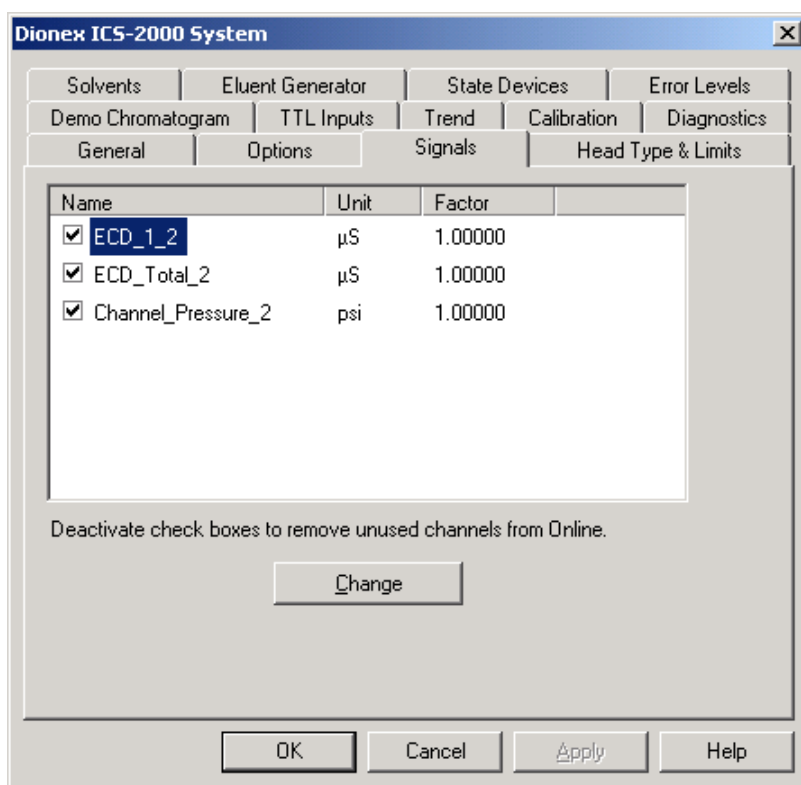 Dionex ICS-2000 System
Solvents Eluent Generator State Devices Error Levels
Demo Chromatogram TTL Inputs Trend Calibration Diagnostics
General Options Signals Head Type & Limits
Name Unit Factor
ECD_1_2 µS 1.00000
ECD_Total_2 µS 1.00000
Channel_Pressure_2 psi 1.00000
Deactivate check boxes to remove unused channels from Online.
Change
OK Cancel Apply Help